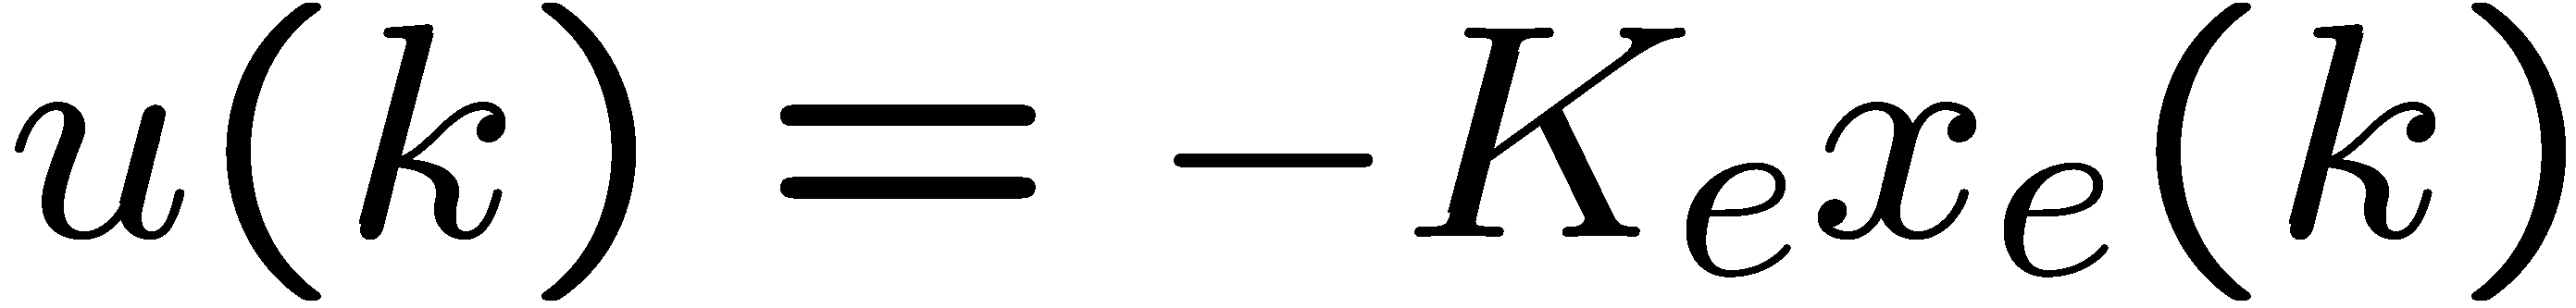 u(k) = −K_e x_e(k)